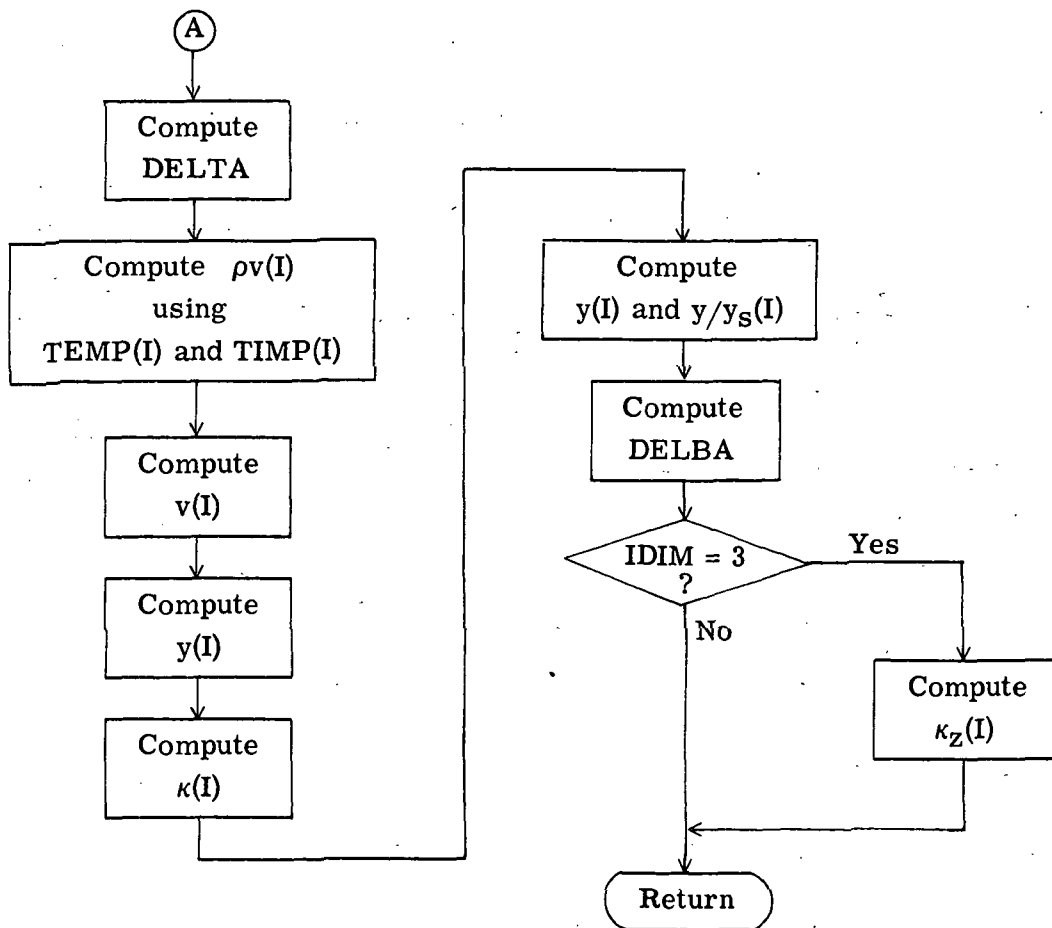 A
Compute
DELTA
Compute ρv(I)
using
TEMP(I) and TIMP(I)
Compute
v(I)
Compute
y(I)
Compute
κ(I)
Compute
y(I) and y/yₛ(I)
Compute
DELBA
IDIM = 3
?
Yes
No
Compute
κ_z(I)
Return